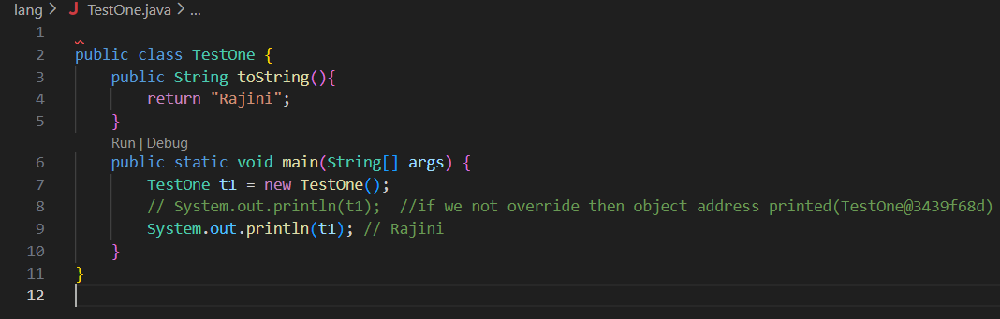 lang > J TestOne.java > ...
1
2 public class TestOne {
3 public String toString(){
4 return "Rajini";
5 }
Run | Debug
6 public static void main(String[] args) {
7 TestOne t1 = new TestOne();
8 // System.out.println(t1);  //if we not override then object address printed(TestOne@3439f68d)
9 System.out.println(t1); // Rajini
10 }
11 }
12